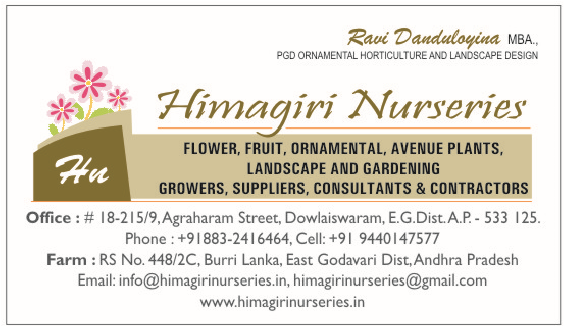 Ravi Danduloyina MBA.,
PGD ORNAMENTAL HORTICULTURE AND LANDSCAPE DESIGN
Himagiri Nurseries
Hn
FLOWER, FRUIT, ORNAMENTAL, AVENUE PLANTS,
LANDSCAPE AND GARDENING
GROWERS, SUPPLIERS, CONSULTANTS & CONTRACTORS
Office : # 18-215/9, Agraharam Street, Dowlaiswaram, E.G.Dist. A.P. - 533 125.
Phone : +91883-2416464, Cell: +91 9440147577
Farm : RS No. 448/2C, Burri Lanka, East Godavari Dist, Andhra Pradesh
Email: info@himagirinurseries.in, himagirinurseries@gmail.com
www.himagirinurseries.in